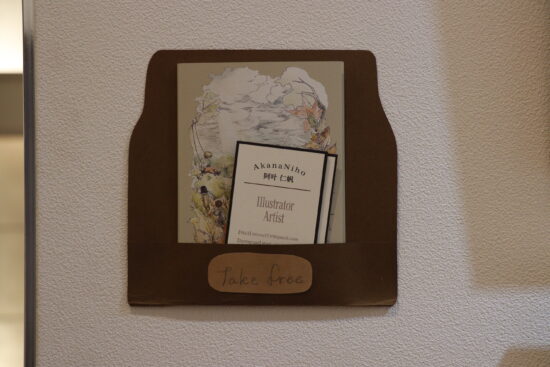 AkanaNiho
阿叶 仁帆
Illustrator
Artist
Take free